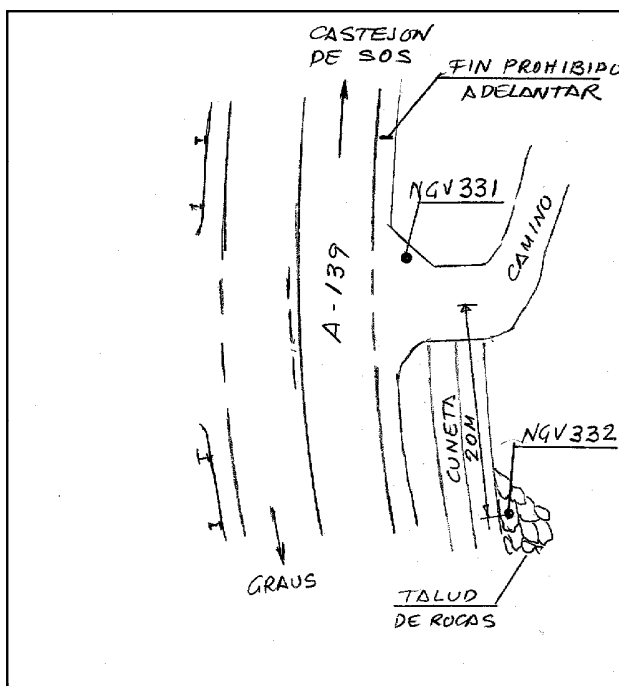 CASTEJON
DE SOS
FIN PROHIBIDO
ADELANTAR
NGV331
CAMINO
A-139
CUNETA
20M
NGV332
GRAUS
TALUD
DE ROCAS